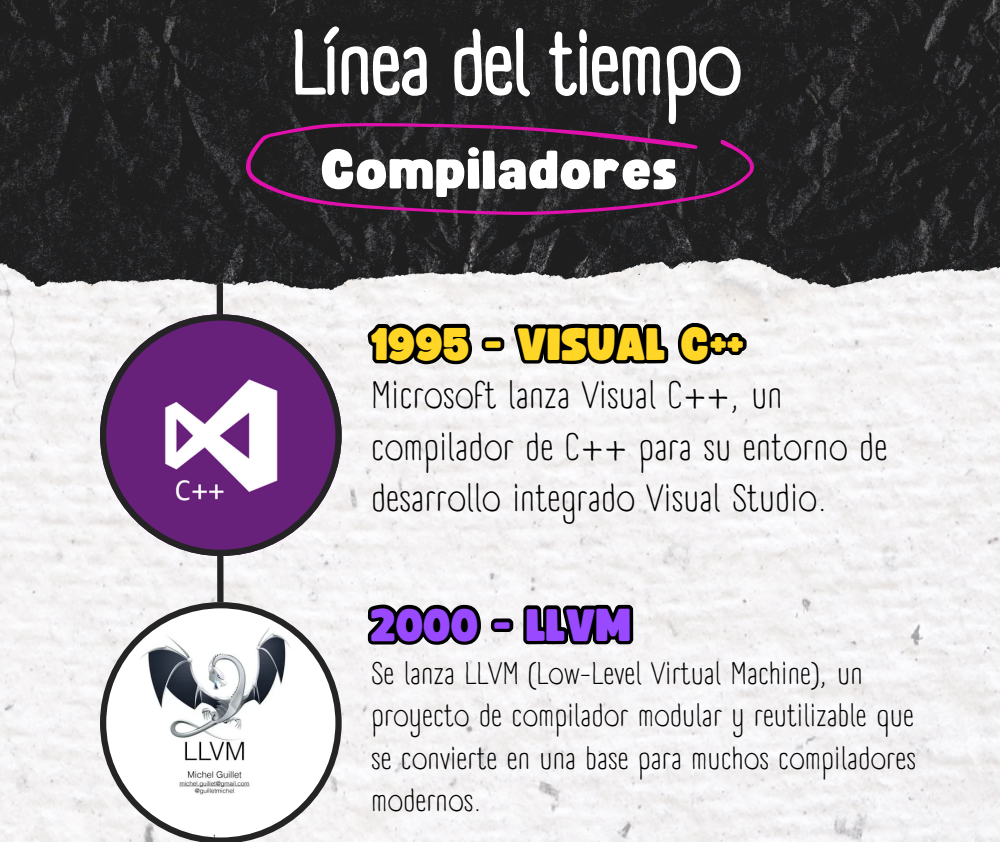 Línea del tiempo
Compiladores
1995 - VISUAL C++
Microsoft lanza Visual C++, un
compilador de C++ para su entorno de
desarrollo integrado Visual Studio.
C++
2000 - LLVM
Se lanza LLVM (Low-Level Virtual Machine), un
proyecto de compilador modular y reutilizable que
se convierte en una base para muchos compiladores
modernos.
LLVM
Michel Guillet
michel.guillet@gmail.com
@guilletmichel